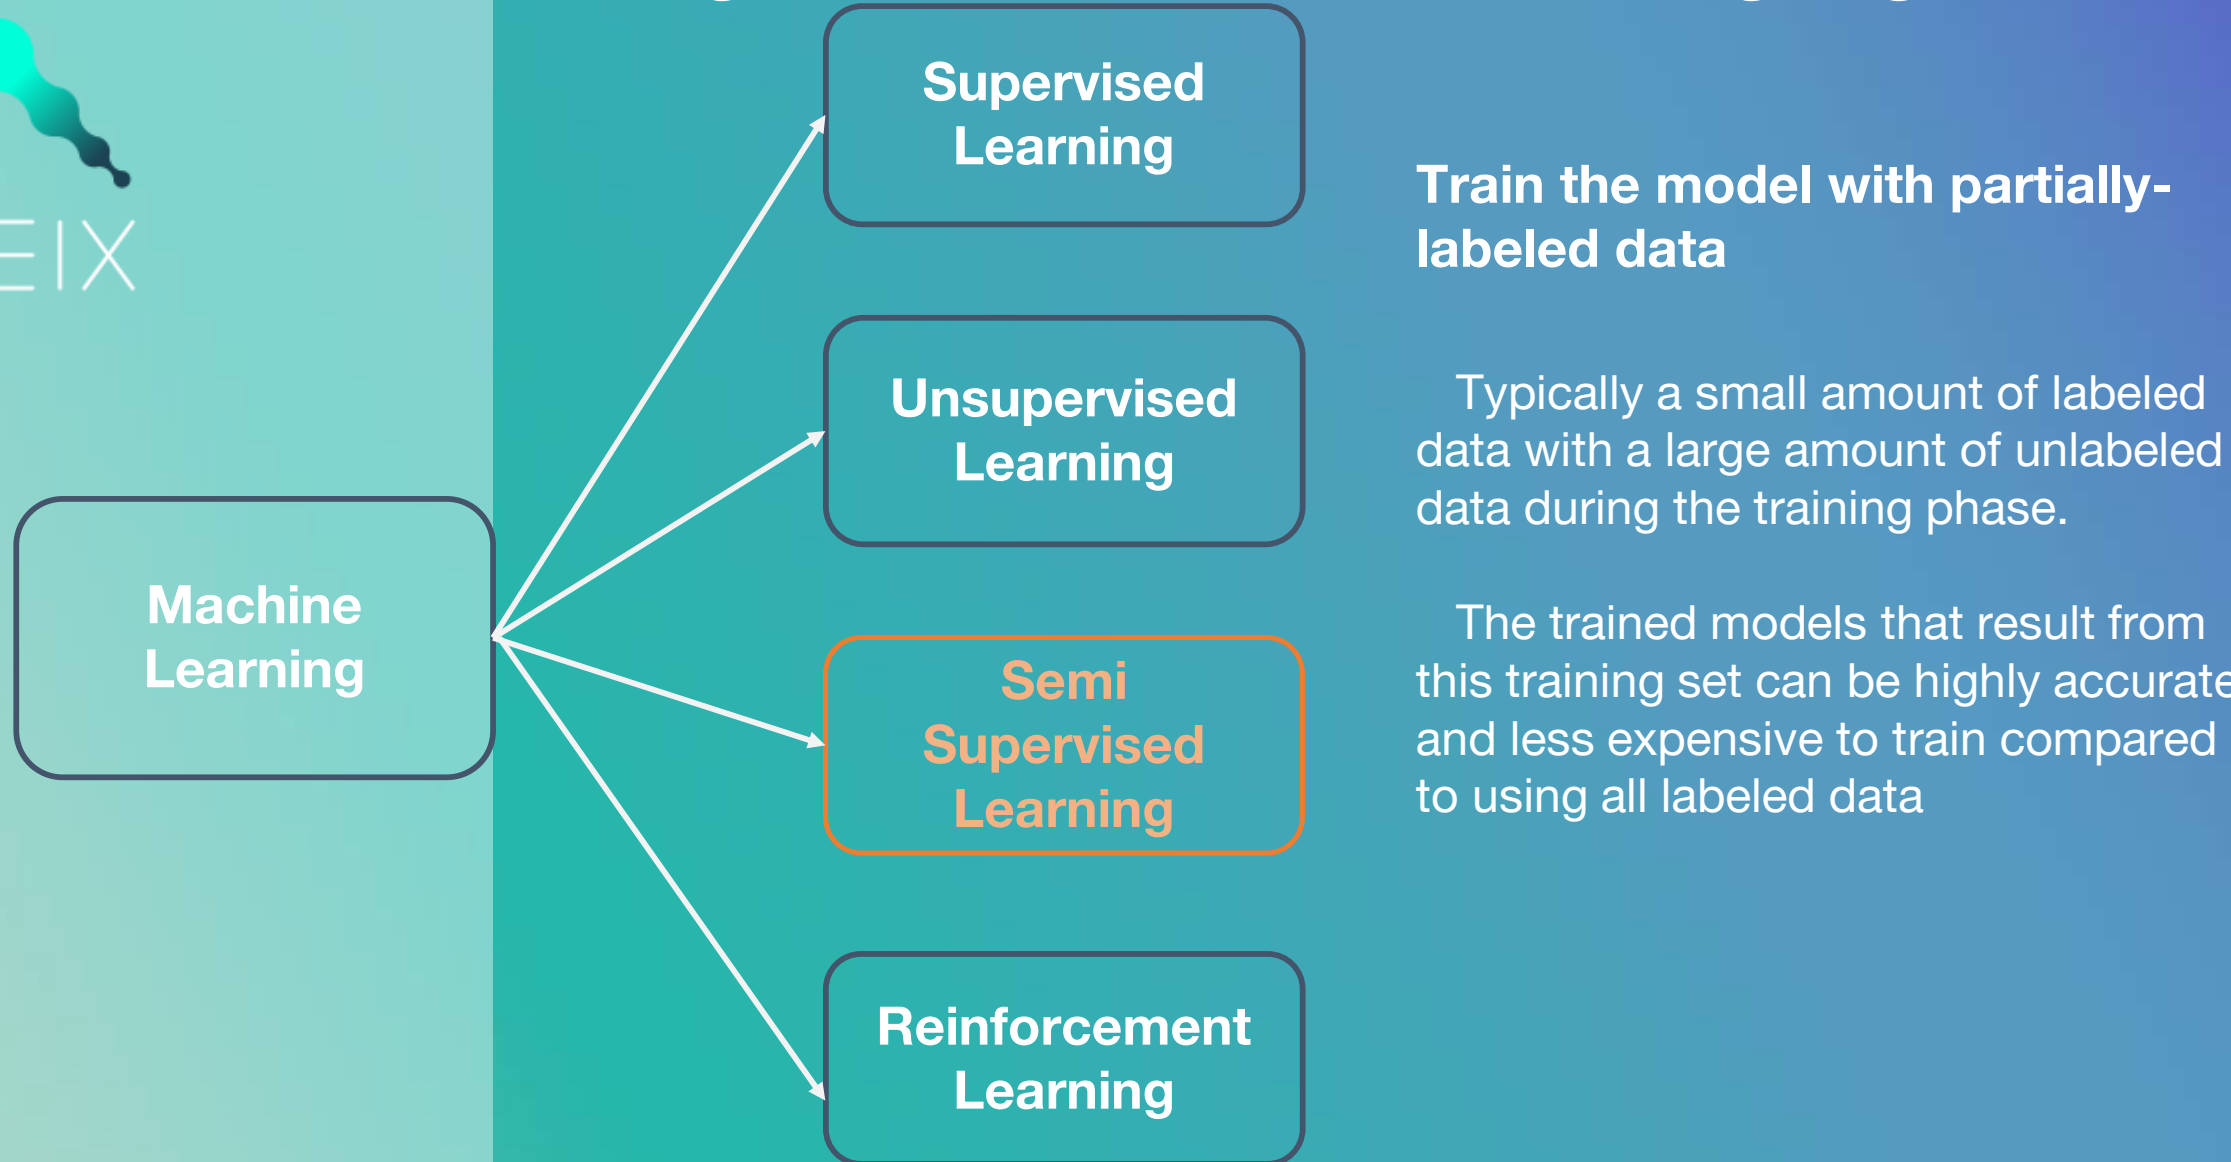 EIX
Machine
Learning
Supervised
Learning
Unsupervised
Learning
Semi
Supervised
Learning
Reinforcement
Learning
Train the model with partially-
labeled data
Typically a small amount of labeled
data with a large amount of unlabeled
data during the training phase.
The trained models that result from
this training set can be highly accurate
and less expensive to train compared
to using all labeled data